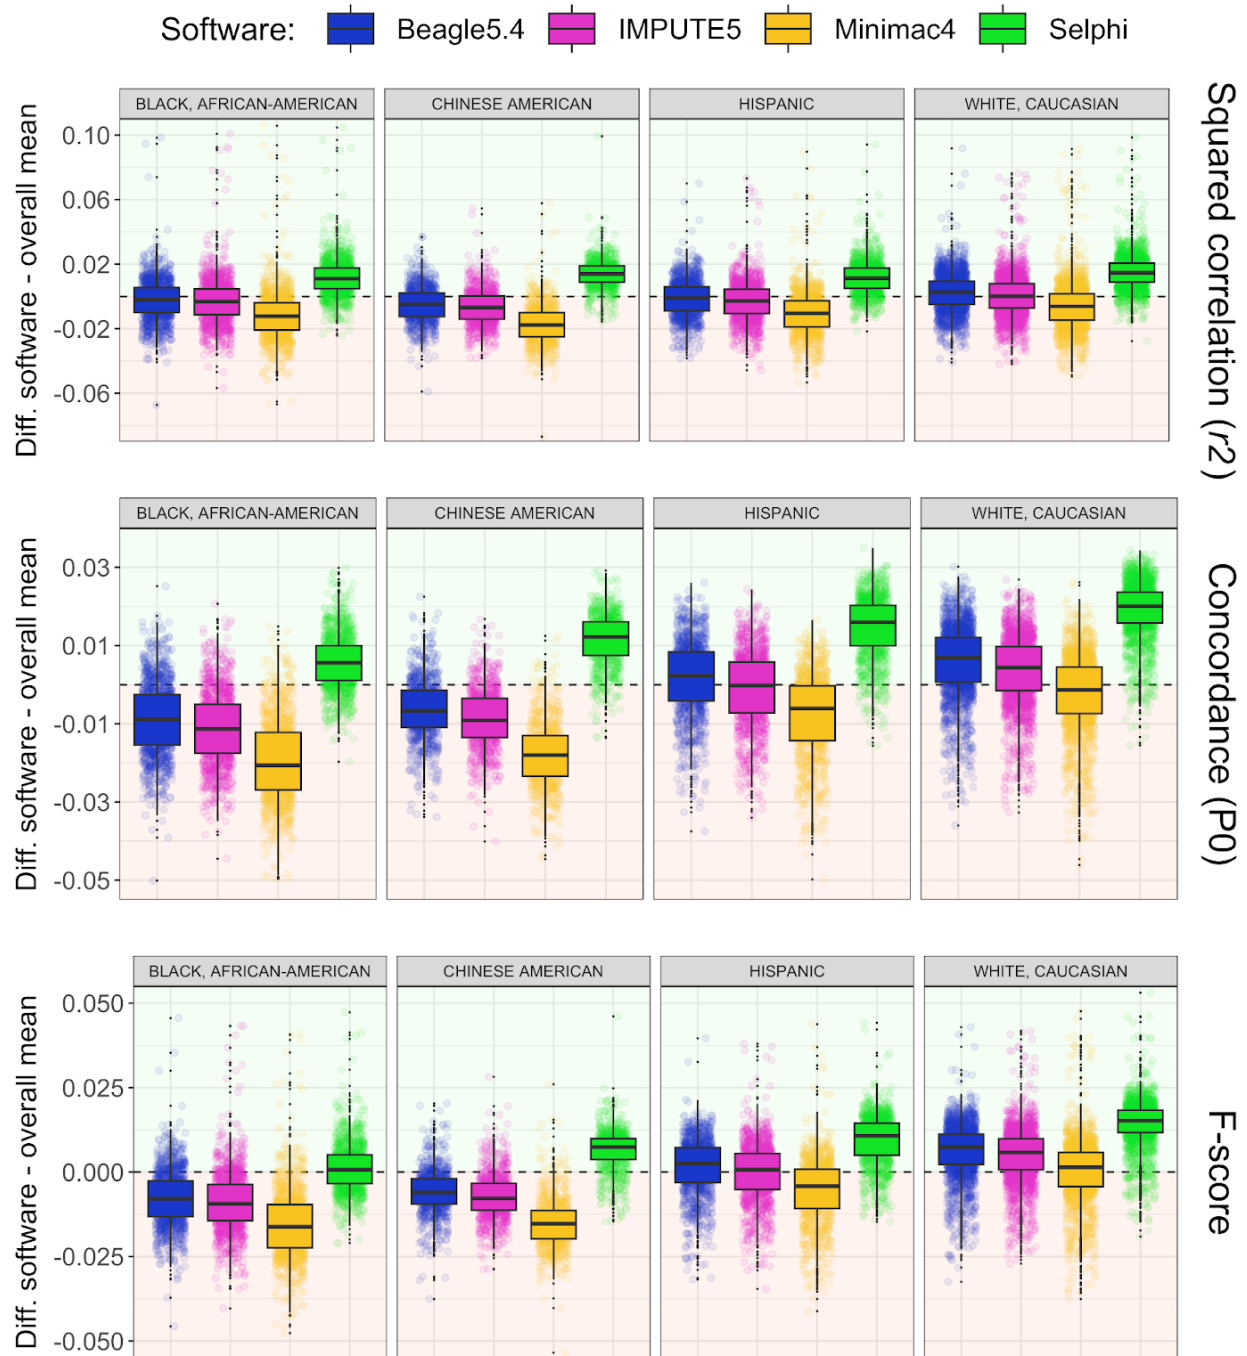 Software: Beagle5.4 IMPUTE5 Minimac4 Selphi
BLACK, AFRICAN-AMERICAN CHINESE AMERICAN HISPANIC WHITE, CAUCASIAN
Diff. software - overall mean
0.10
0.06
0.02
-0.02
-0.06
Squared correlation (r2)
BLACK, AFRICAN-AMERICAN CHINESE AMERICAN HISPANIC WHITE, CAUCASIAN
Diff. software - overall mean
0.03
0.01
-0.01
-0.03
-0.05
Concordance (P0)
BLACK, AFRICAN-AMERICAN CHINESE AMERICAN HISPANIC WHITE, CAUCASIAN
Diff. software - overall mean
0.050
0.025
0.000
-0.025
-0.050
F-score